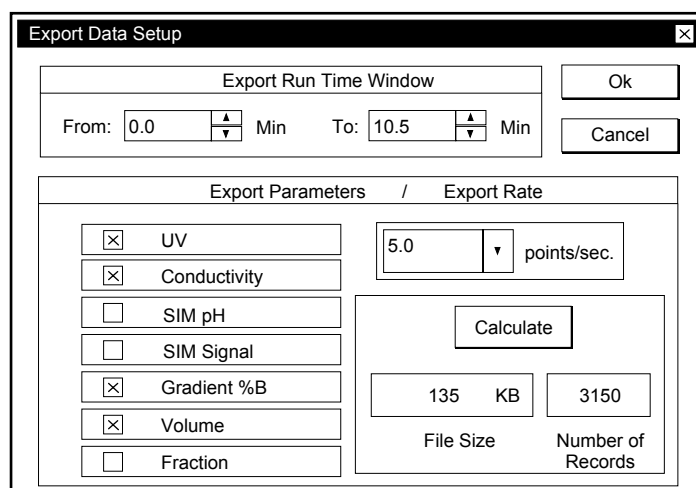 Export Data Setup
Export Run Time Window
From: 0.0 Min To: 10.5 Min
Ok
Cancel
Export Parameters / Export Rate
UV
Conductivity
SIM pH
SIM Signal
Gradient %B
Volume
Fraction
5.0 points/sec.
Calculate
135 KB 3150
File Size Number of
Records